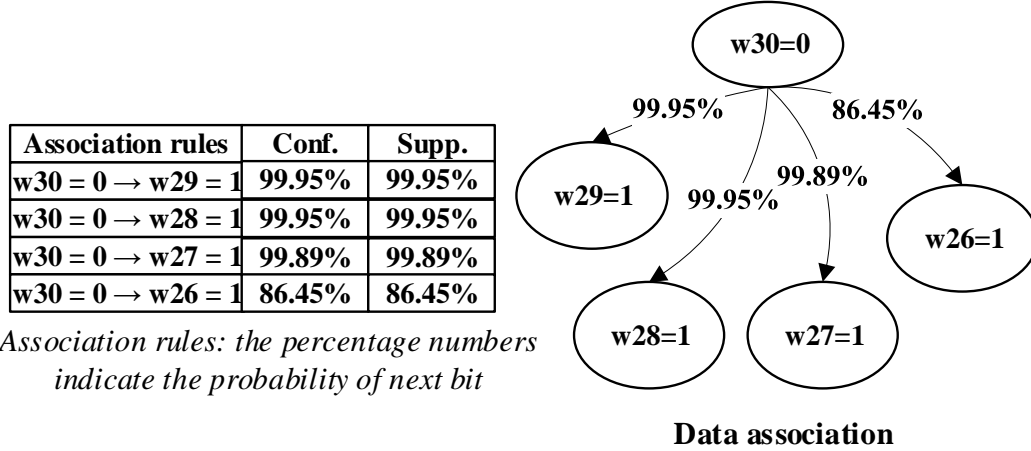 Association rules Conf. Supp.
w30 = 0 → w29 = 1 99.95% 99.95%
w30 = 0 → w28 = 1 99.95% 99.95%
w30 = 0 → w27 = 1 99.89% 99.89%
w30 = 0 → w26 = 1 86.45% 86.45%
Association rules: the percentage numbers
indicate the probability of next bit
w30=0
99.95%
86.45%
99.95%
99.89%
w29=1
w26=1
w28=1
w27=1
Data association